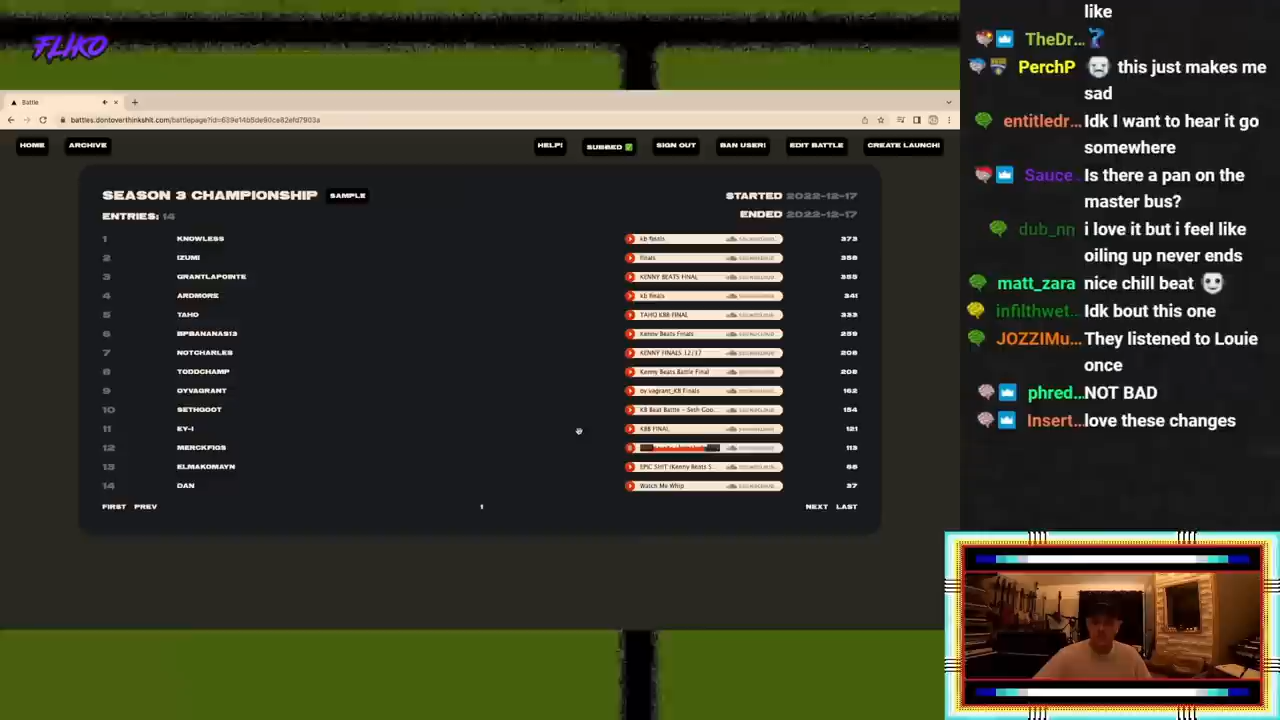 FLIKO
Battle
battles.dontoverthinkshit.com/battlepage?id=639e14b5de90ce82efd7903a
HOME ARCHIVE HELP! SUBBED ✅ SIGN OUT BAN USER! EDIT BATTLE CREATE LAUNCH!
SEASON 3 CHAMPIONSHIP SAMPLE STARTED 2022-12-17
ENTRIES: 14 ENDED 2022-12-17
1 KNOWLESS kb finals 373
2 IZUMI finals 358
3 GRANTLAPOINTE KENNY BEATS FINAL 355
4 ARDMORE kb finals 341
5 TAHO TAHO KBB FINAL 333
6 BPBANANAS13 Kenny Beats Finals 259
7 NOTCHARLES KENNY FINALS 12/17 208
8 TODDCHAMP Kenny Beats Battle Final 202
9 OYVAGRANT oy vagrant_KB Finals 162
10 SETHGOOT KB Beat Battle - Seth Goo... 154
11 EY-I KBB FINAL 121
12 MERCKFIGS 113
13 ELMAKOMAYN EPIC SHIT (Kenny Beats S... 
14 DAN Watch Me Whip 37
FIRST PREV 1 NEXT LAST
like
TheDr...
PerchP this just makes me
sad
entitledr... Idk I want to hear it go
somewhere
Sauce... Is there a pan on the
master bus?
dub_nn i love it but i feel like
oiling up never ends
matt_zara nice chill beat
infilthwet... Idk bout this one
JOZZIMu... They listened to Louie
once
phred... NOT BAD
Insert... love these changes